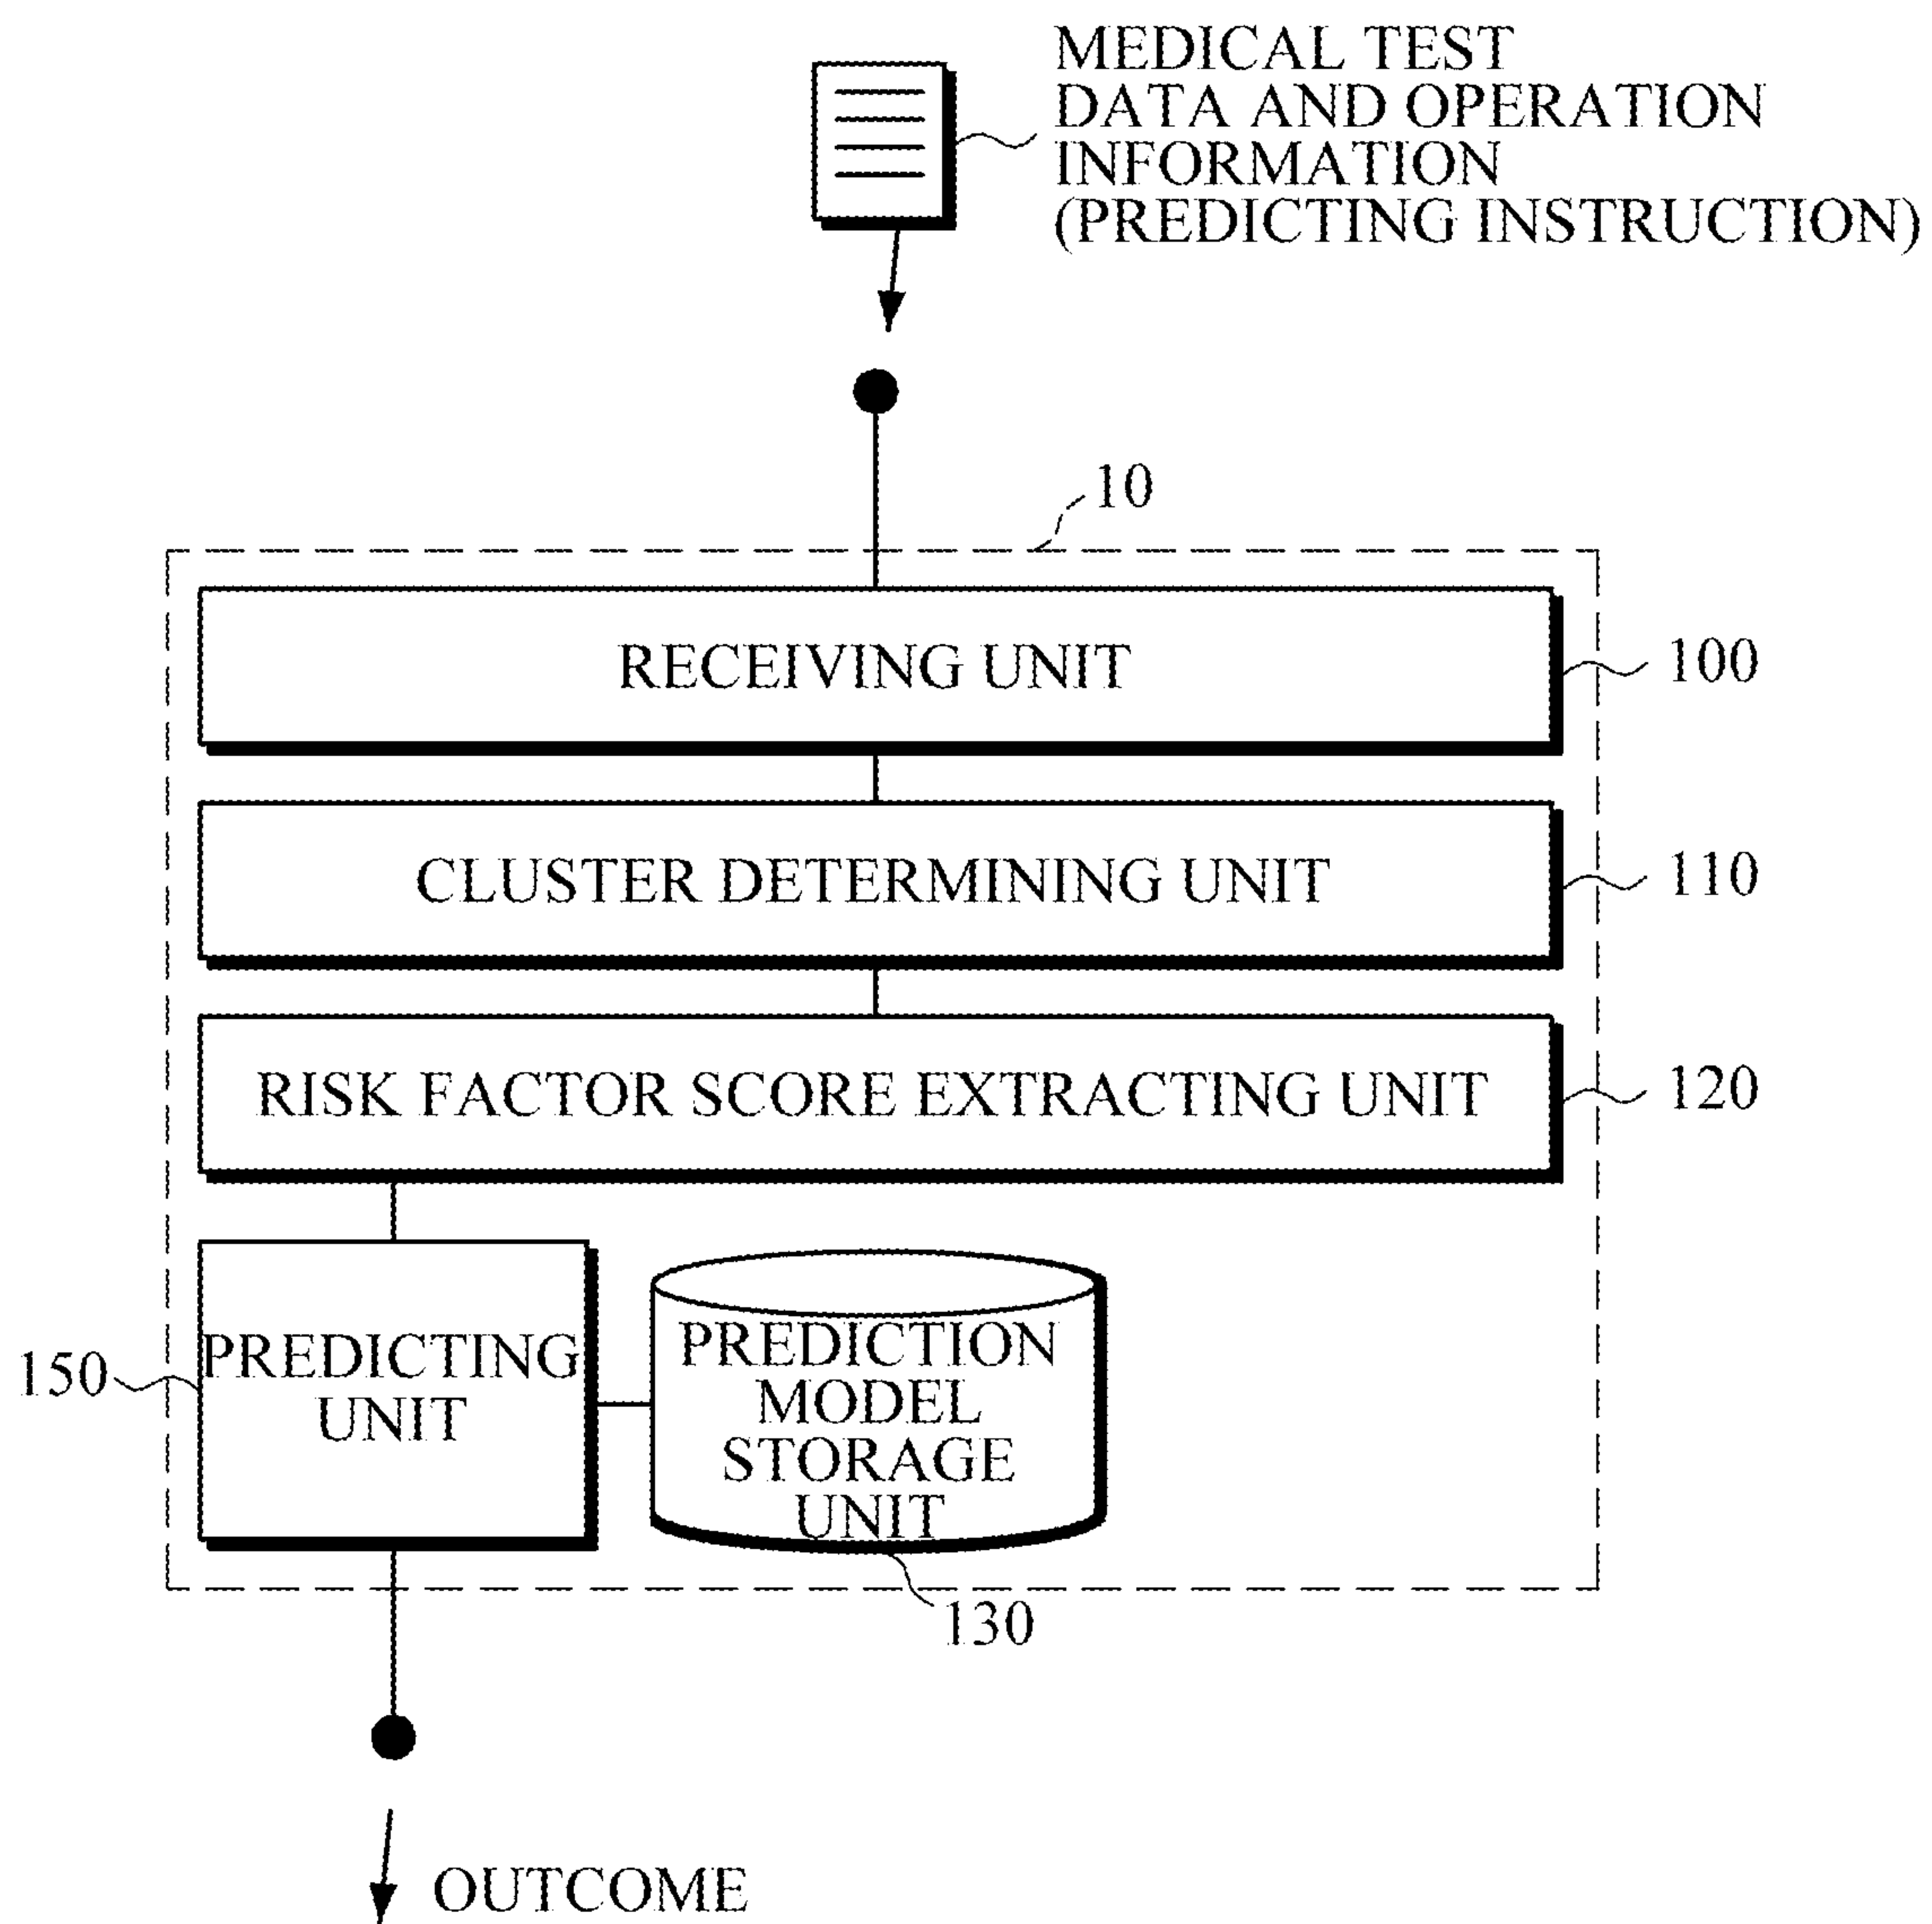 MEDICAL TEST
DATA AND OPERATION
INFORMATION
(PREDICTING INSTRUCTION)
10
RECEIVING UNIT
100
CLUSTER DETERMINING UNIT
110
RISK FACTOR SCORE EXTRACTING UNIT
120
150
PREDICTING
UNIT
PREDICTION
MODEL
STORAGE
UNIT
130
OUTCOME